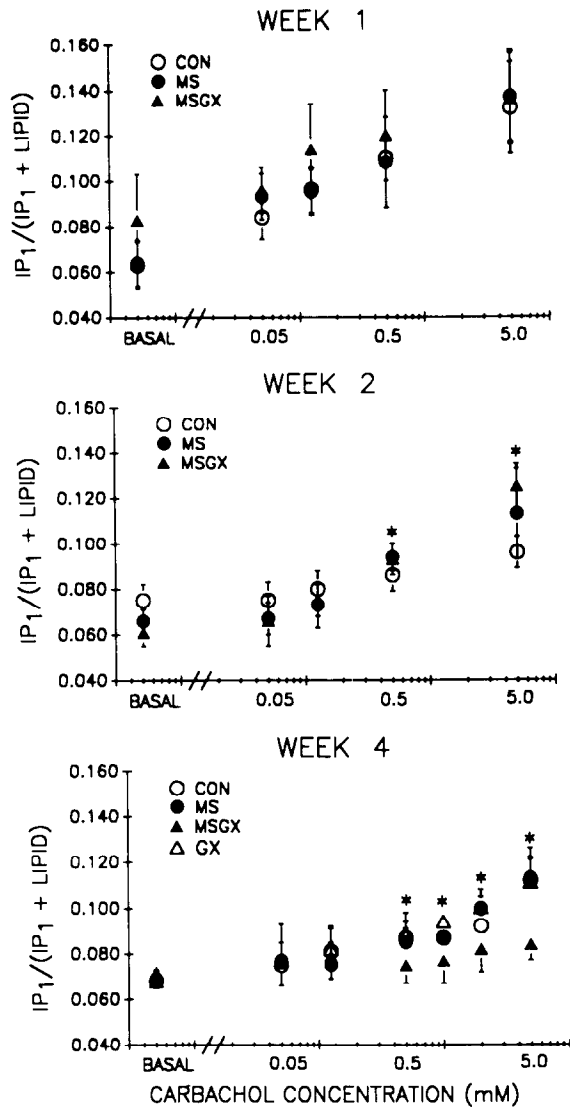 WEEK 1
0.160
0.140
0.120
0.100
0.080
0.060
0.040
IP1/(IP1 + LIPID)
CON
MS
MSGX
BASAL 0.05 0.5 5.0
WEEK 2
0.160
0.140
0.120
0.100
0.080
0.060
0.040
IP1/(IP1 + LIPID)
CON
MS
MSGX
*
*
BASAL 0.05 0.5 5.0
WEEK 4
0.160
0.140
0.120
0.100
0.080
0.060
0.040
IP1/(IP1 + LIPID)
CON
MS
MSGX
GX
* * * *
BASAL 0.05 0.5 5.0
CARBACHOL CONCENTRATION (mM)